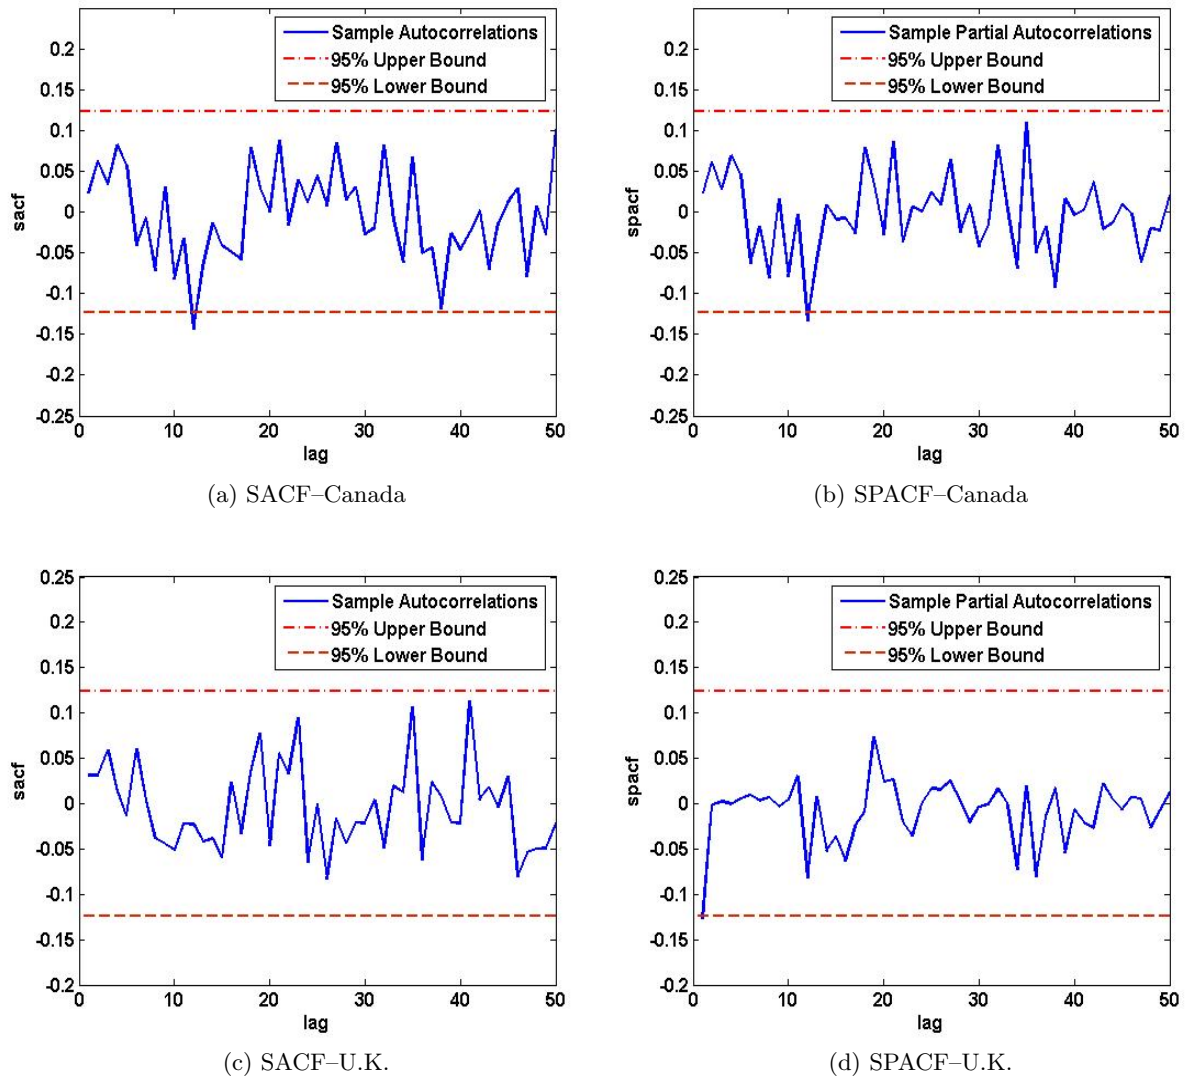 Sample Autocorrelations
95% Upper Bound
95% Lower Bound
0.2
0.15
0.1
0.05
0
-0.05
-0.1
-0.15
-0.2
-0.25
sacf
0 10 20 30 40 50
lag
(a) SACF–Canada
Sample Partial Autocorrelations
95% Upper Bound
95% Lower Bound
0.2
0.15
0.1
0.05
0
-0.05
-0.1
-0.15
-0.2
-0.25
spacf
0 10 20 30 40 50
lag
(b) SPACF–Canada
Sample Autocorrelations
95% Upper Bound
95% Lower Bound
0.25
0.2
0.15
0.1
0.05
0
-0.05
-0.1
-0.15
-0.2
sacf
0 10 20 30 40 50
lag
(c) SACF–U.K.
Sample Partial Autocorrelations
95% Upper Bound
95% Lower Bound
0.25
0.2
0.15
0.1
0.05
0
-0.05
-0.1
-0.15
-0.2
spacf
0 10 20 30 40 50
lag
(d) SPACF–U.K.